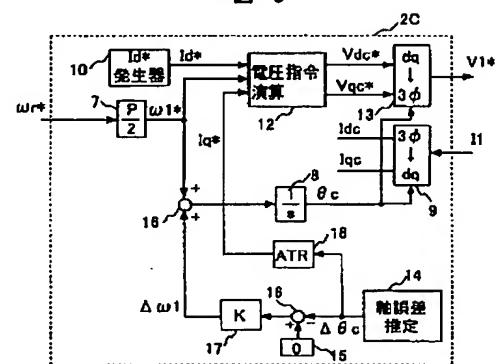 2C
10
Id*
発生器
Id*
電圧指令
演算
12
Vdc*
Vqc*
dq
↓
3φ
13
V1*
ωr*
7
P
2
ω1*
Iq*
Idc
Iqc
3φ
↓
dq
9
I1
+
+
16
8
1
s
θc
ATR
18
14
軸誤差
推定
Δω1
K
17
16
+
-
Δθc
0
15